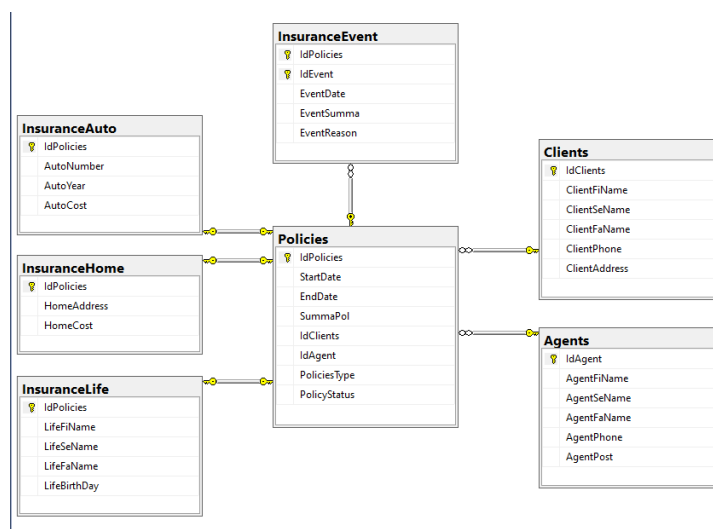 InsuranceEvent
IdPolicies
IdEvent
EventDate
EventSumma
EventReason
InsuranceAuto
IdPolicies
AutoNumber
AutoYear
AutoCost
InsuranceHome
IdPolicies
HomeAddress
HomeCost
InsuranceLife
IdPolicies
LifeFiName
LifeSeName
LifeFaName
LifeBirthDay
Policies
IdPolicies
StartDate
EndDate
SummaPol
IdClients
IdAgent
PoliciesType
PolicyStatus
Clients
IdClients
ClientFiName
ClientSeName
ClientFaName
ClientPhone
ClientAddress
Agents
IdAgent
AgentFiName
AgentSeName
AgentFaName
AgentPhone
AgentPost